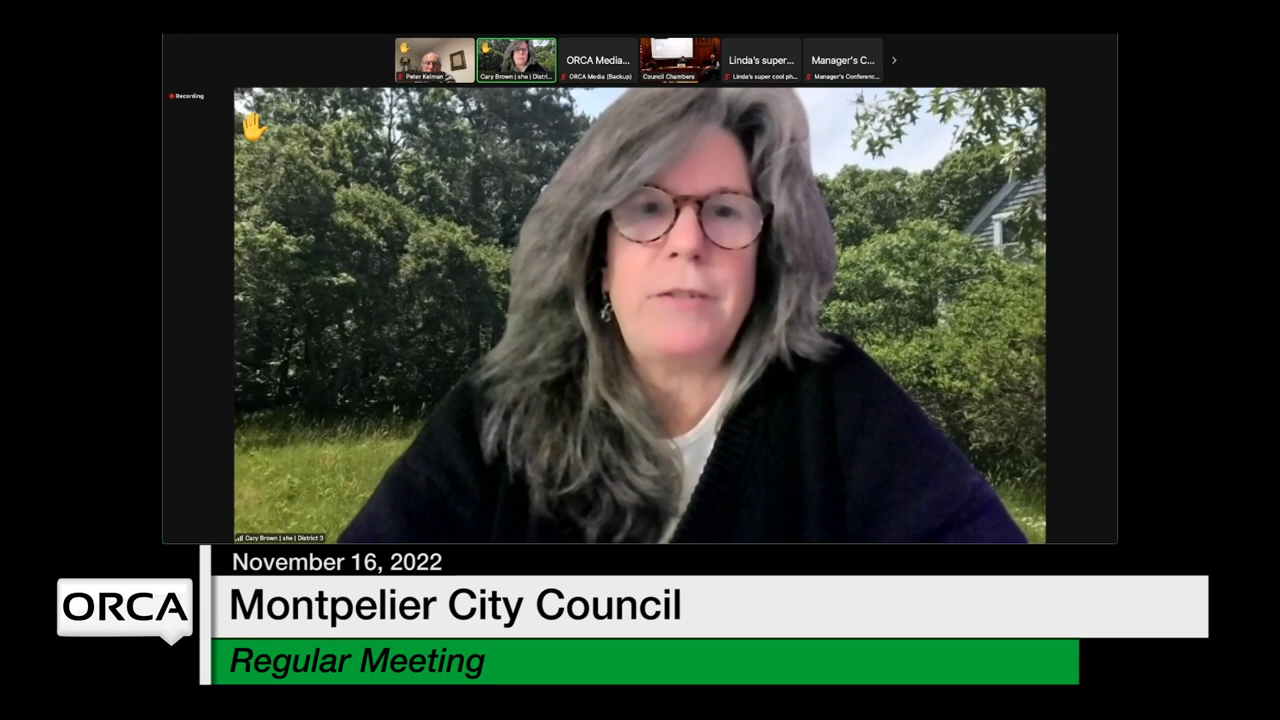 ORCA Media...
Linda's super...
Manager's C...
Peter Kelman
Cary Brown | she | Distri...
ORCA Media (Backup)
Council Chambers
Linda's super cool ph...
Manager's Conferenc...
Recording
Cary Brown | she | District 3
November 16, 2022
ORCA
Montpelier City Council
Regular Meeting